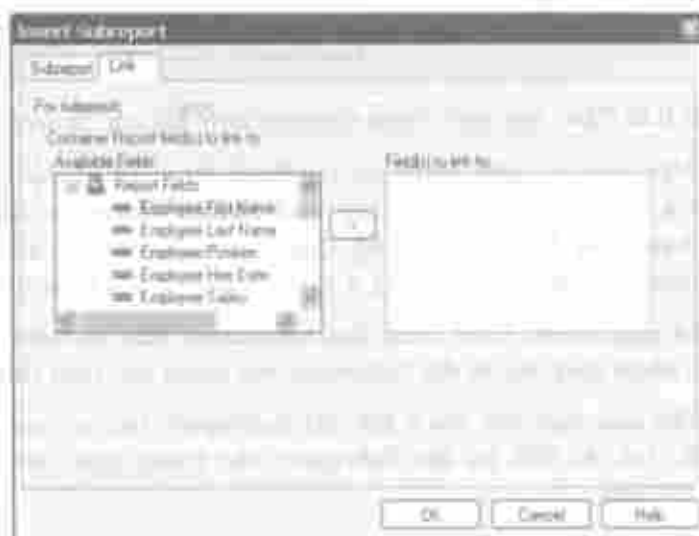 Insert Subreport
Subreport Link
For subreport:
Container Report field(s) to link to:
Available Fields: Field(s) to link to:
Report Fields
Employee First Name
Employee Last Name
Employee Position
Employee Hire Date
Employee Salary
>
OK Cancel Help